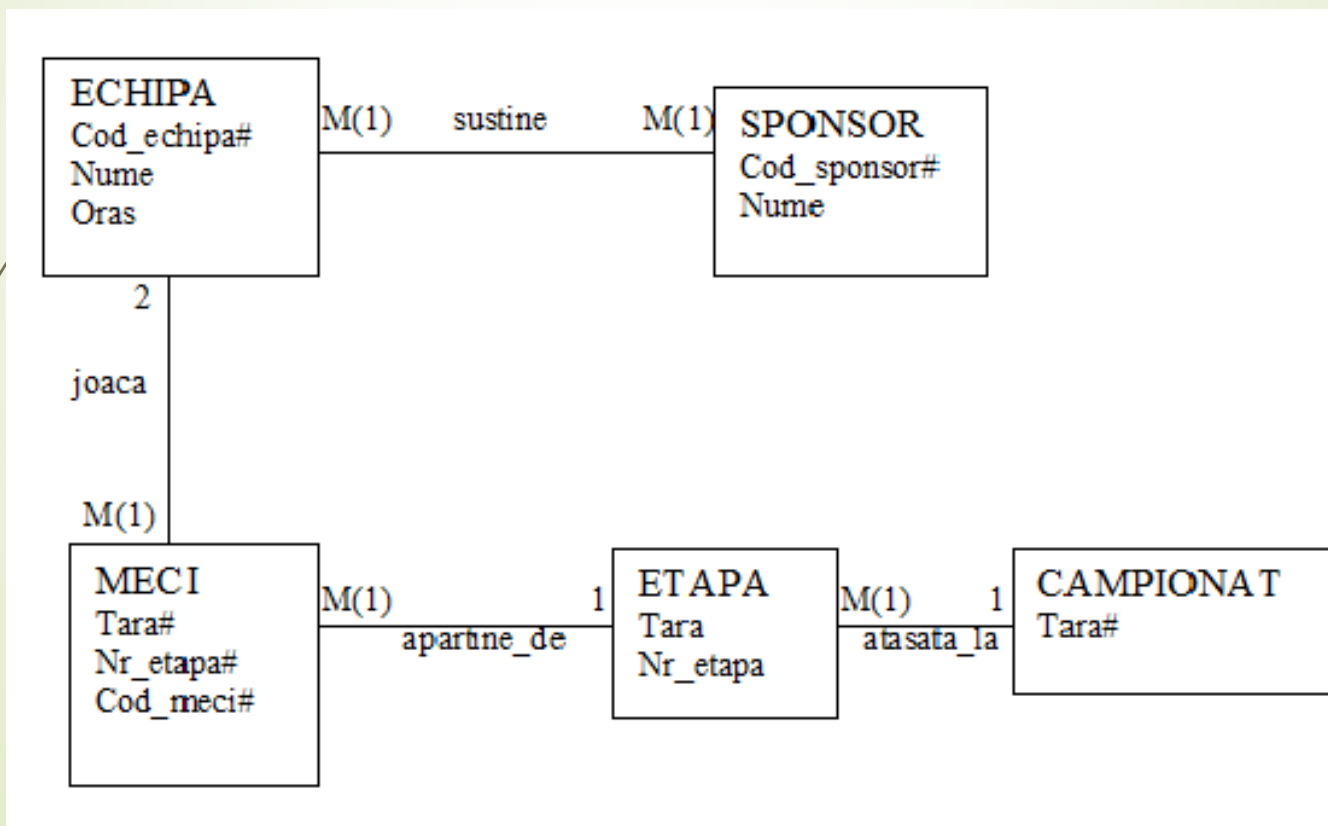 ECHIPA
Cod_echipa#
Nume
Oras
M(1) sustine M(1)
SPONSOR
Cod_sponsor#
Nume
2
joaca
M(1)
MECI
Tara#
Nr_etapa#
Cod_meci#
M(1) 1
apartine_de
ETAPA
Tara
Nr_etapa
M(1) 1
atasata_la
CAMPIONAT
Tara#